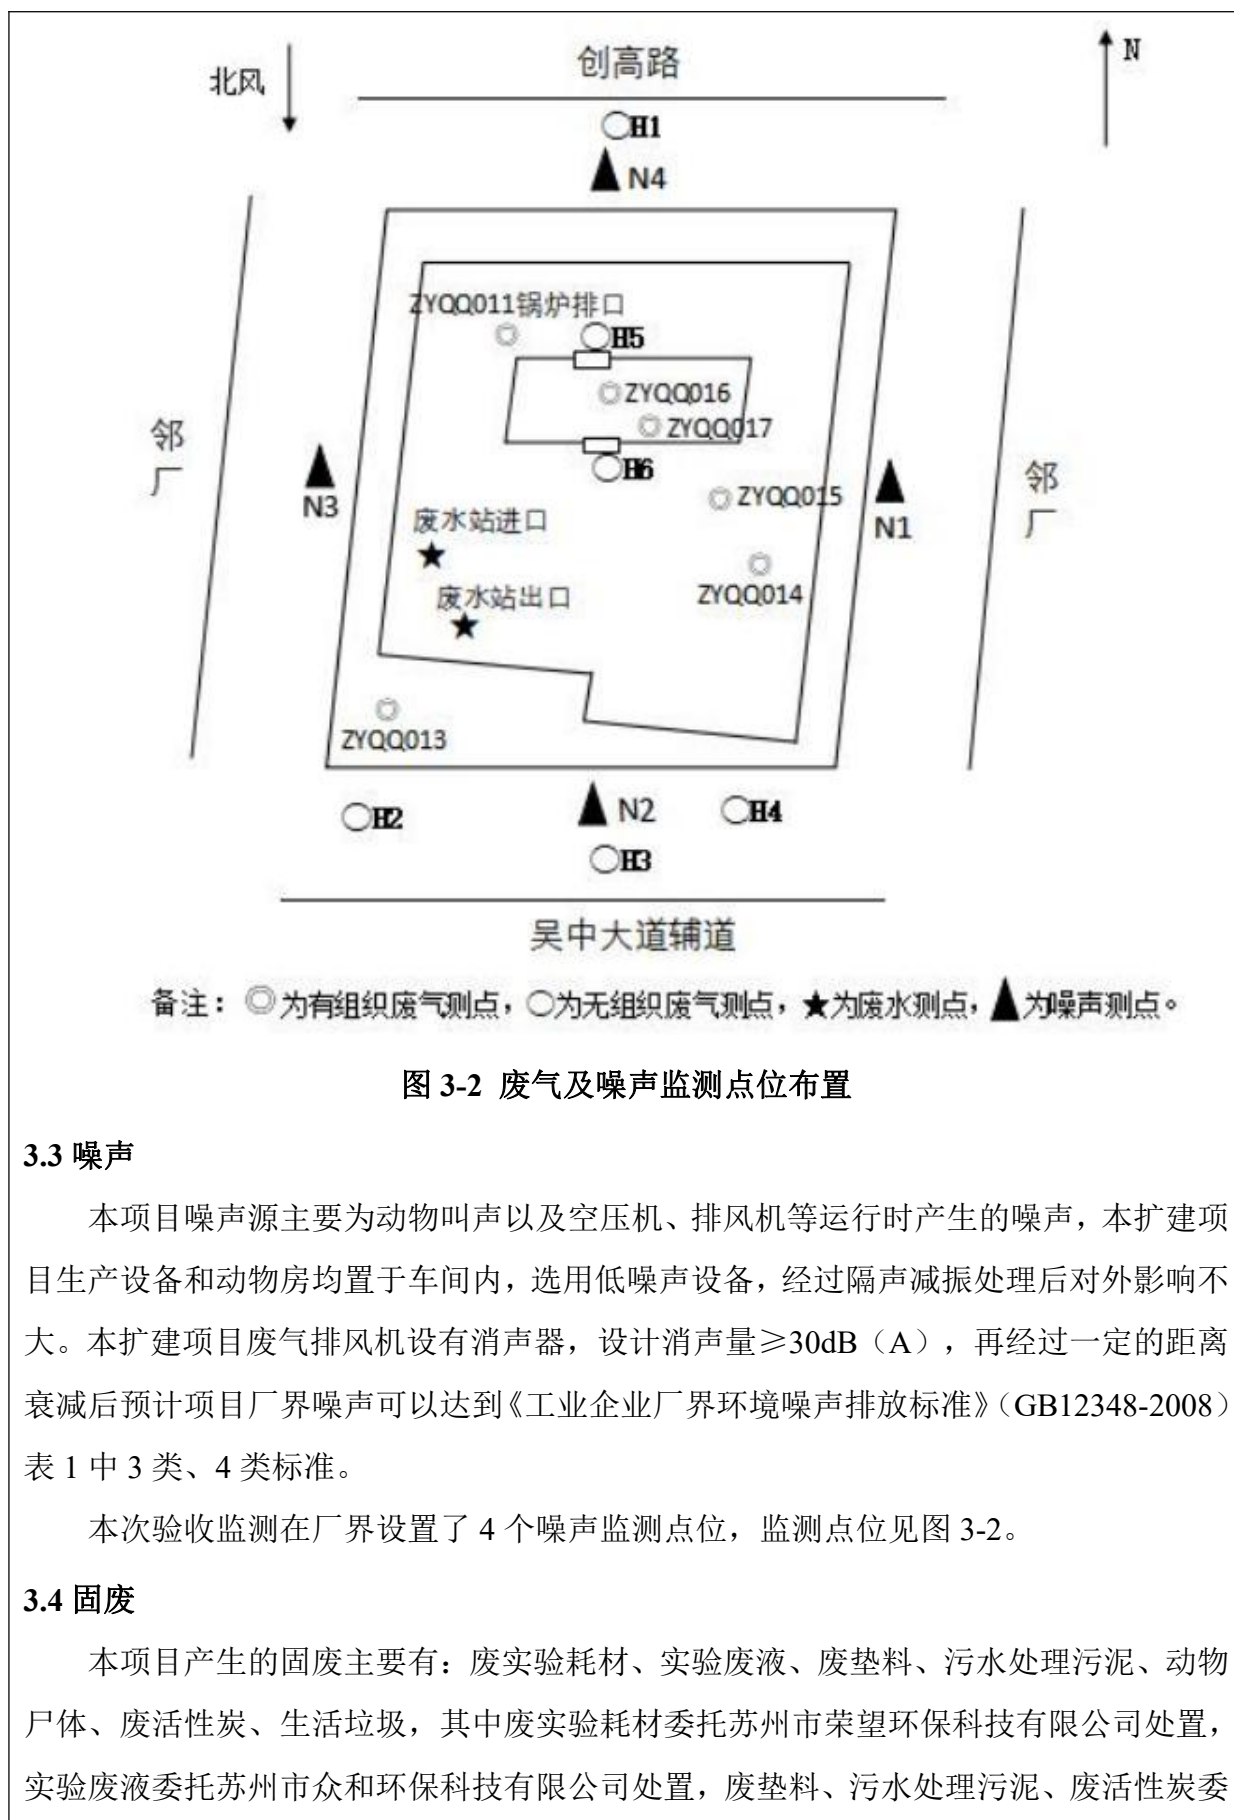 创高路
北风
N
H1
N4
ZYQQ011锅炉排口
H5
ZYQQ016
ZYQQ017
H6
邻厂
N3
ZYQQ015
N1
邻厂
废水站进口
ZYQQ014
废水站出口
ZYQQ013
H2
N2
H4
H3
吴中大道辅道
备注：◎为有组织废气测点，○为无组织废气测点，★为废水测点，▲为噪声测点。
图 3-2 废气及噪声监测点位布置
3.3 噪声
本项目噪声源主要为动物叫声以及空压机、排风机等运行时产生的噪声，本扩建项
目生产设备和动物房均置于车间内，选用低噪声设备，经过隔声减振处理后对外影响不
大。本扩建项目废气排风机设有消声器，设计消声量≥30dB（A），再经过一定的距离
衰减后预计项目厂界噪声可以达到《工业企业厂界环境噪声排放标准》（GB12348-2008）
表 1 中 3 类、4 类标准。
本次验收监测在厂界设置了 4 个噪声监测点位，监测点位见图 3-2。
3.4 固废
本项目产生的固废主要有：废实验耗材、实验废液、废垫料、污水处理污泥、动物
尸体、废活性炭、生活垃圾，其中废实验耗材委托苏州市荣望环保科技有限公司处置，
实验废液委托苏州市众和环保科技有限公司处置，废垫料、污水处理污泥、废活性炭委